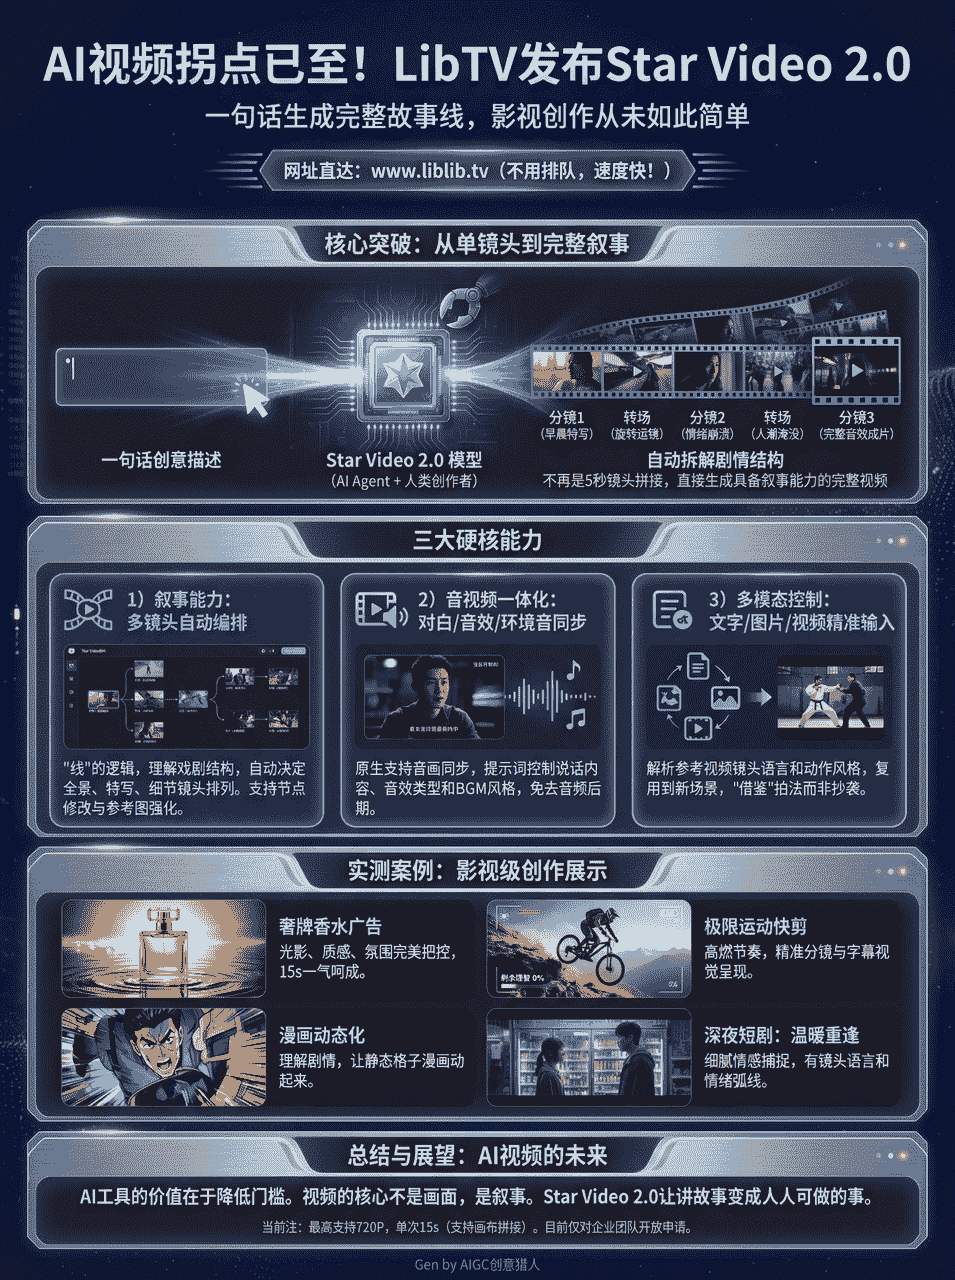 AI视频拐点已至！LibTV发布Star Video 2.0
一句话生成完整故事线，影视创作从未如此简单
网址直达：www.liblib.tv（不用排队，速度快！）
核心突破：从单镜头到完整叙事
一句话创意描述
Star Video 2.0 模型
（AI Agent + 人类创作者）
分镜1
（早晨特写）
转场
（旋转运镜）
分镜2
（情绪崩溃）
转场
（人潮淹没）
分镜3
（完整音效成片）
自动拆解剧情结构
不再是5秒镜头拼接，直接生成具备叙事能力的完整视频
三大硬核能力
1）叙事能力：
多镜头自动编排
"线"的逻辑，理解戏剧结构，自动决定
全景、特写、细节镜头排列。支持节点
修改与参考图强化。
2）音视频一体化：
对白/音效/环境音同步
原生支持音画同步，提示词控制说话内
容、音效类型和BGM风格，免去音频后
期。
3）多模态控制：
文字/图片/视频精准输入
解析参考视频镜头语言和动作风格，复
用到新场景，"借鉴"拍法而非抄袭。
实测案例：影视级创作展示
奢牌香水广告
光影、质感、氛围完美把控，
15s一气呵成。
剩余理智 0%
极限运动快剪
高燃节奏，精准分镜与字幕视
觉呈现。
漫画动态化
理解剧情，让静态格子漫画动
起来。
深夜短剧：温暖重逢
细腻情感捕捉，有镜头语言和
情绪弧线。
总结与展望：AI视频的未来
AI工具的价值在于降低门槛。视频的核心不是画面，是叙事。Star Video 2.0让讲故事变成人人可做的事。
当前注：最高支持720P，单次15s（支持画布拼接）。目前仅对企业团队开放申请。
Gen by AIGC创意猎人